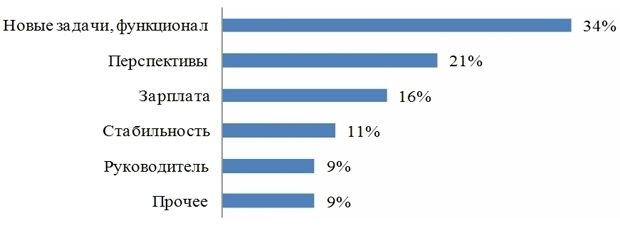 Новые задачи, функционал 34%
Перспективы 21%
Зарплата 16%
Стабильность 11%
Руководитель 9%
Прочее 9%